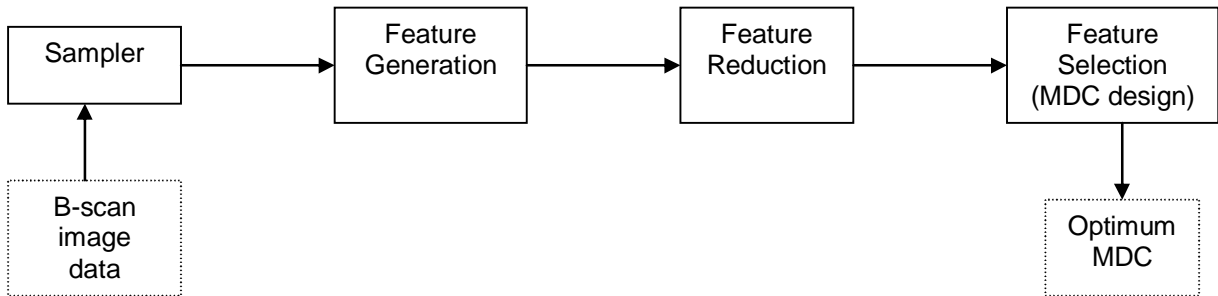 Sampler
Feature
Generation
Feature
Reduction
Feature
Selection
(MDC design)
B-scan
image
data
Optimum
MDC